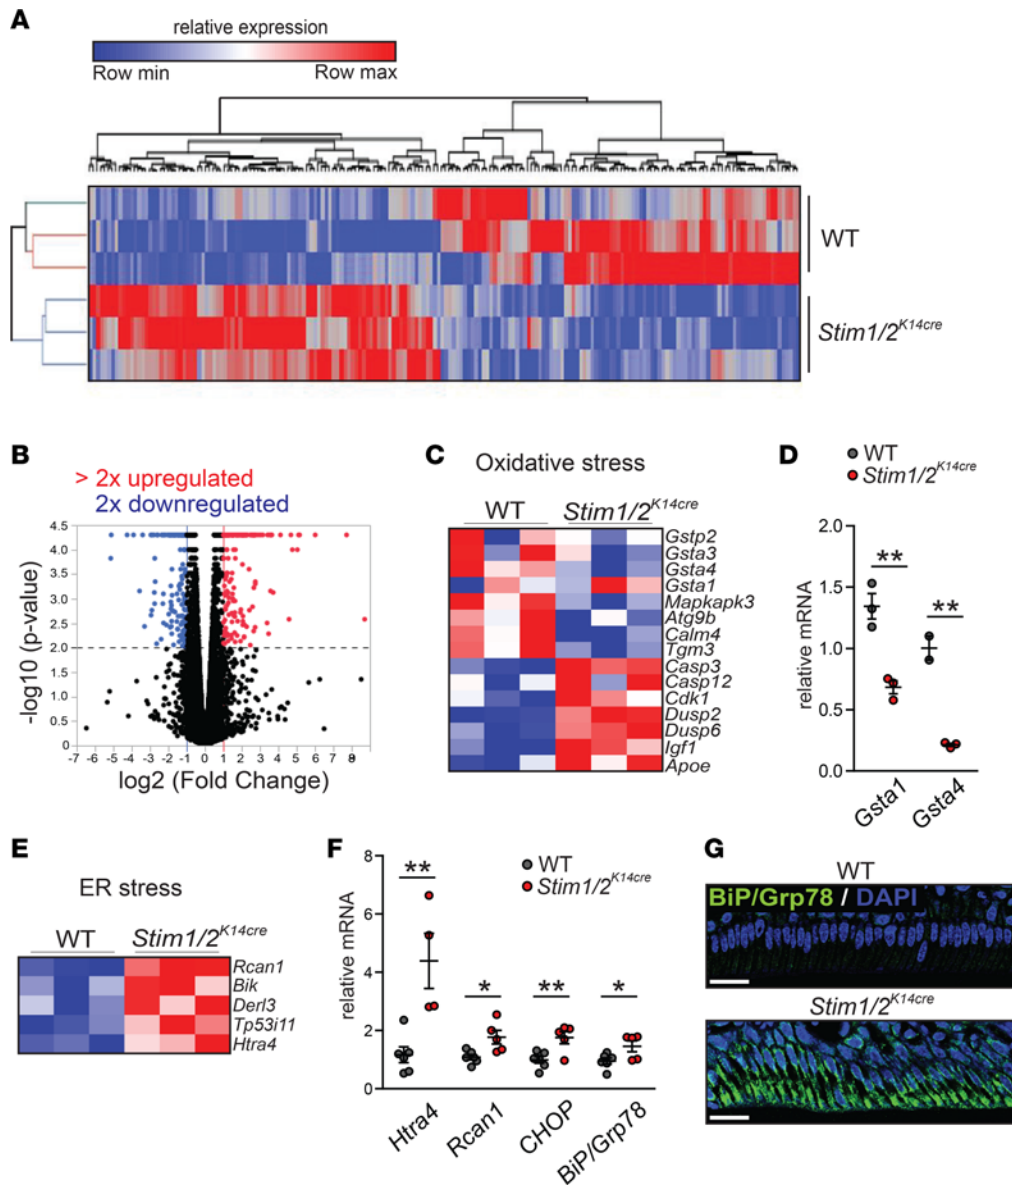 A
relative expression
Row min
Row max
WT
Stim1/2K14cre
B
> 2x upregulated
2x downregulated
4.5
4.0
3.5
3.0
2.5
2.0
1.5
1.0
0.5
0
-7 -6 -5 -4 -3 -2 -1 0 1 2 3 4 5 6 7 8
-log10 (p-value)
log2 (Fold Change)
C
Oxidative stress
WT
Stim1/2K14cre
Gstp2
Gsta3
Gsta4
Gsta1
Mapkapk3
Atg9b
Calm4
Tgm3
Casp3
Casp12
Cdk1
Dusp2
Dusp6
Igf1
Apoe
D
WT
Stim1/2K14cre
2.0
1.5
1.0
0.5
0.0
relative mRNA
**
**
Gsta1
Gsta4
E
ER stress
WT
Stim1/2K14cre
Rcan1
Bik
Derl3
Tp53i11
Htra4
F
WT
Stim1/2K14cre
8
6
4
2
0
relative mRNA
**
*
**
*
Htra4
Rcan1
CHOP
BiP/Grp78
G
WT
BiP/Grp78 / DAPI
Stim1/2K14cre